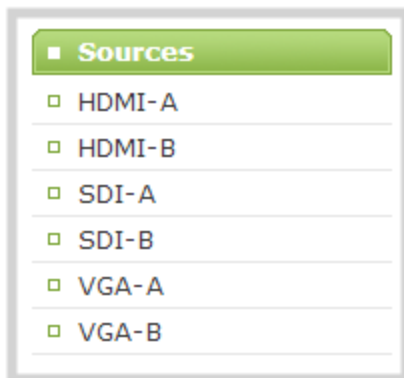 Sources
HDMI-A
HDMI-B
SDI-A
SDI-B
VGA-A
VGA-B